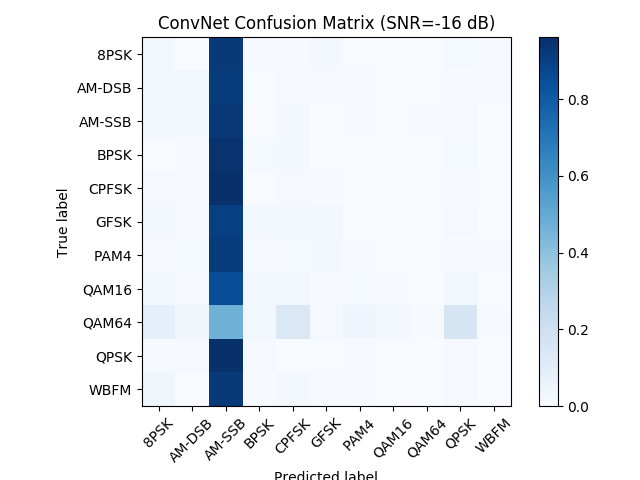 ConvNet Confusion Matrix (SNR=-16 dB)
8PSK
AM-DSB
AM-SSB
BPSK
CPFSK
GFSK
PAM4
QAM16
QAM64
QPSK
WBFM
True label
8PSK
AM-DSB
AM-SSB
BPSK
CPFSK
GFSK
PAM4
QAM16
QAM64
QPSK
WBFM
Predicted label
0.8
0.6
0.4
0.2
0.0